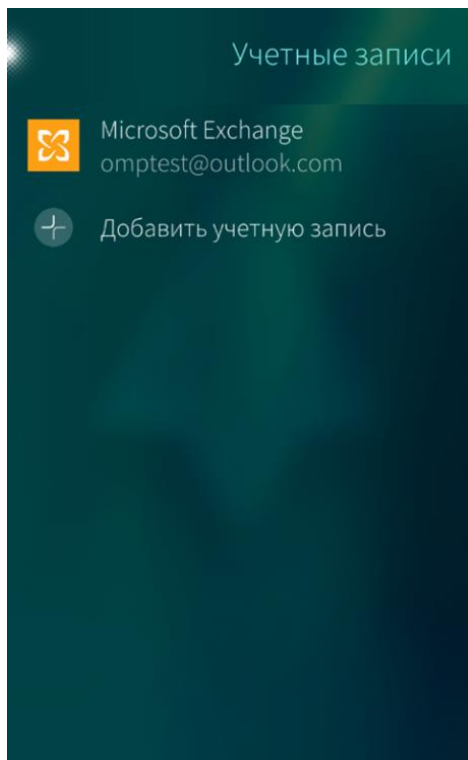 Учетные записи
Microsoft Exchange
omptest@outlook.com
Добавить учетную запись